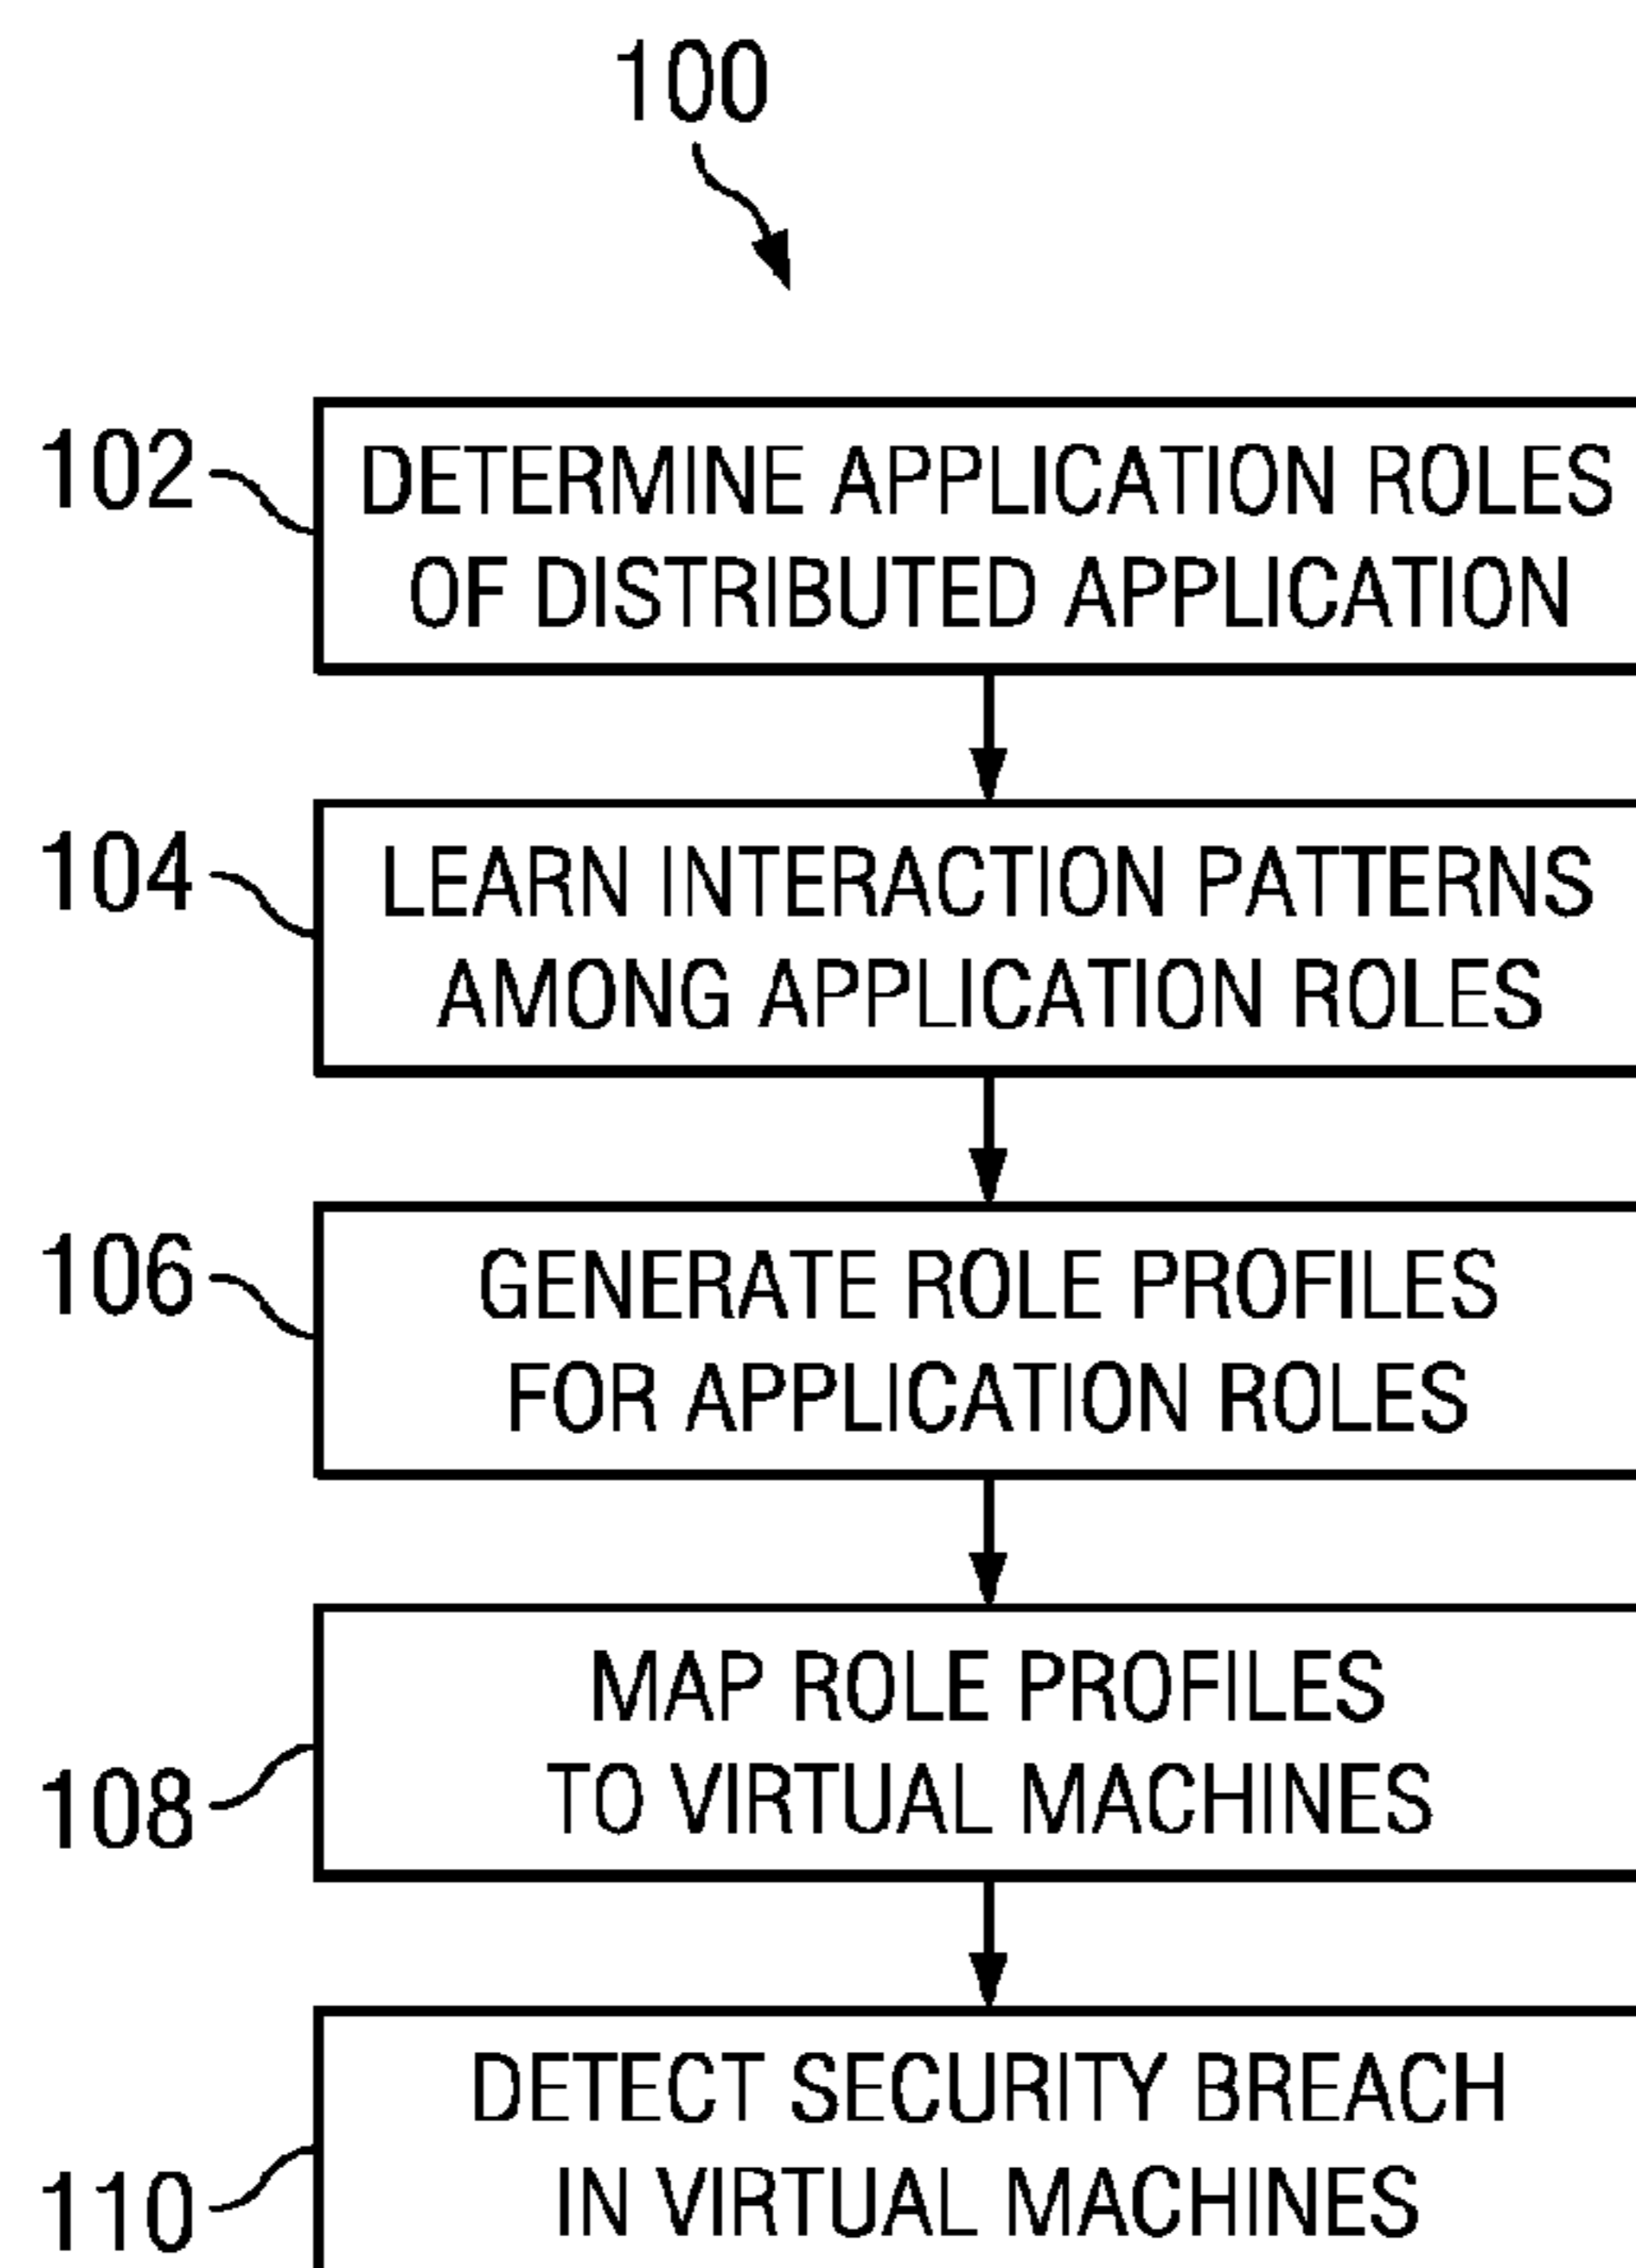 100
102
DETERMINE APPLICATION ROLES
OF DISTRIBUTED APPLICATION
104
LEARN INTERACTION PATTERNS
AMONG APPLICATION ROLES
106
GENERATE ROLE PROFILES
FOR APPLICATION ROLES
108
MAP ROLE PROFILES
TO VIRTUAL MACHINES
110
DETECT SECURITY BREACH
IN VIRTUAL MACHINES